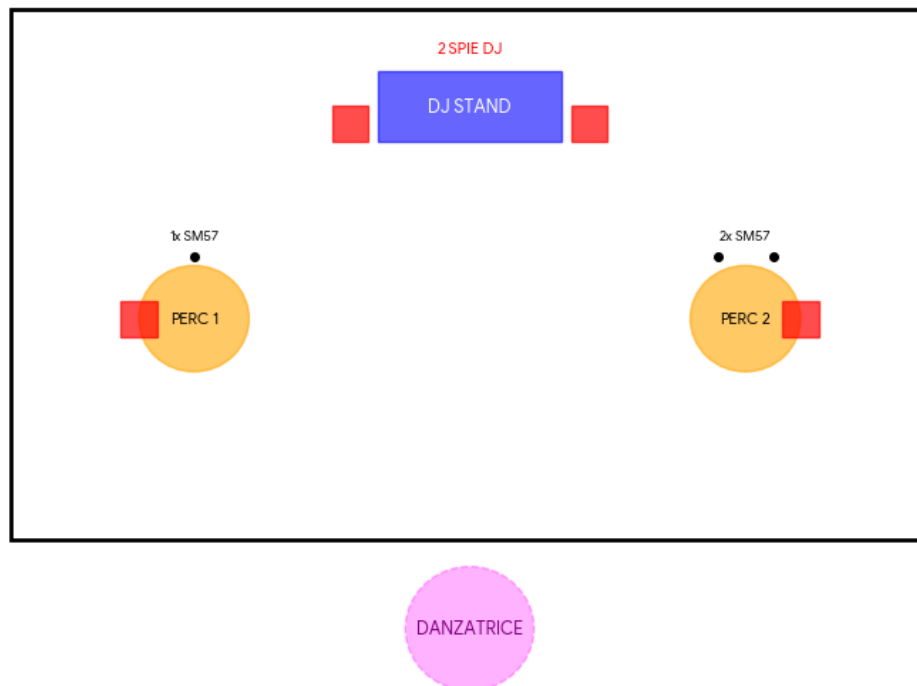 2 SPIE DJ
DJ STAND
1x SM57
2x SM57
PERC 1
PERC 2
DANZATRICE